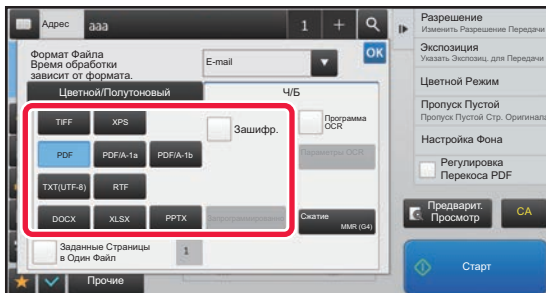 Адрес
aaa
1
Формат Файла
Время обработки
зависит от формата.
E-mail
OK
Цветной/Полутоновый
Ч/Б
TIFF
XPS
Зашифр.
Программа
OCR
PDF
PDF/A-1a
PDF/A-1b
Параметры OCR
TXT(UTF-8)
RTF
DOCX
XLSX
PPTX
Сжатие
MMR (G4)
Заданные Страницы
в Один Файл
1
Прочие
Разрешение
Изменить Разрешение Передачи
Экспозиция
Указать Экспозиц. для Передачи
Цветной Режим
Пропуск Пустой
Пропуск Пустой Стр. Оригинал
Настройка Фона
Регулировка
Перекоса PDF
Предварит.
Просмотр
CA
Старт